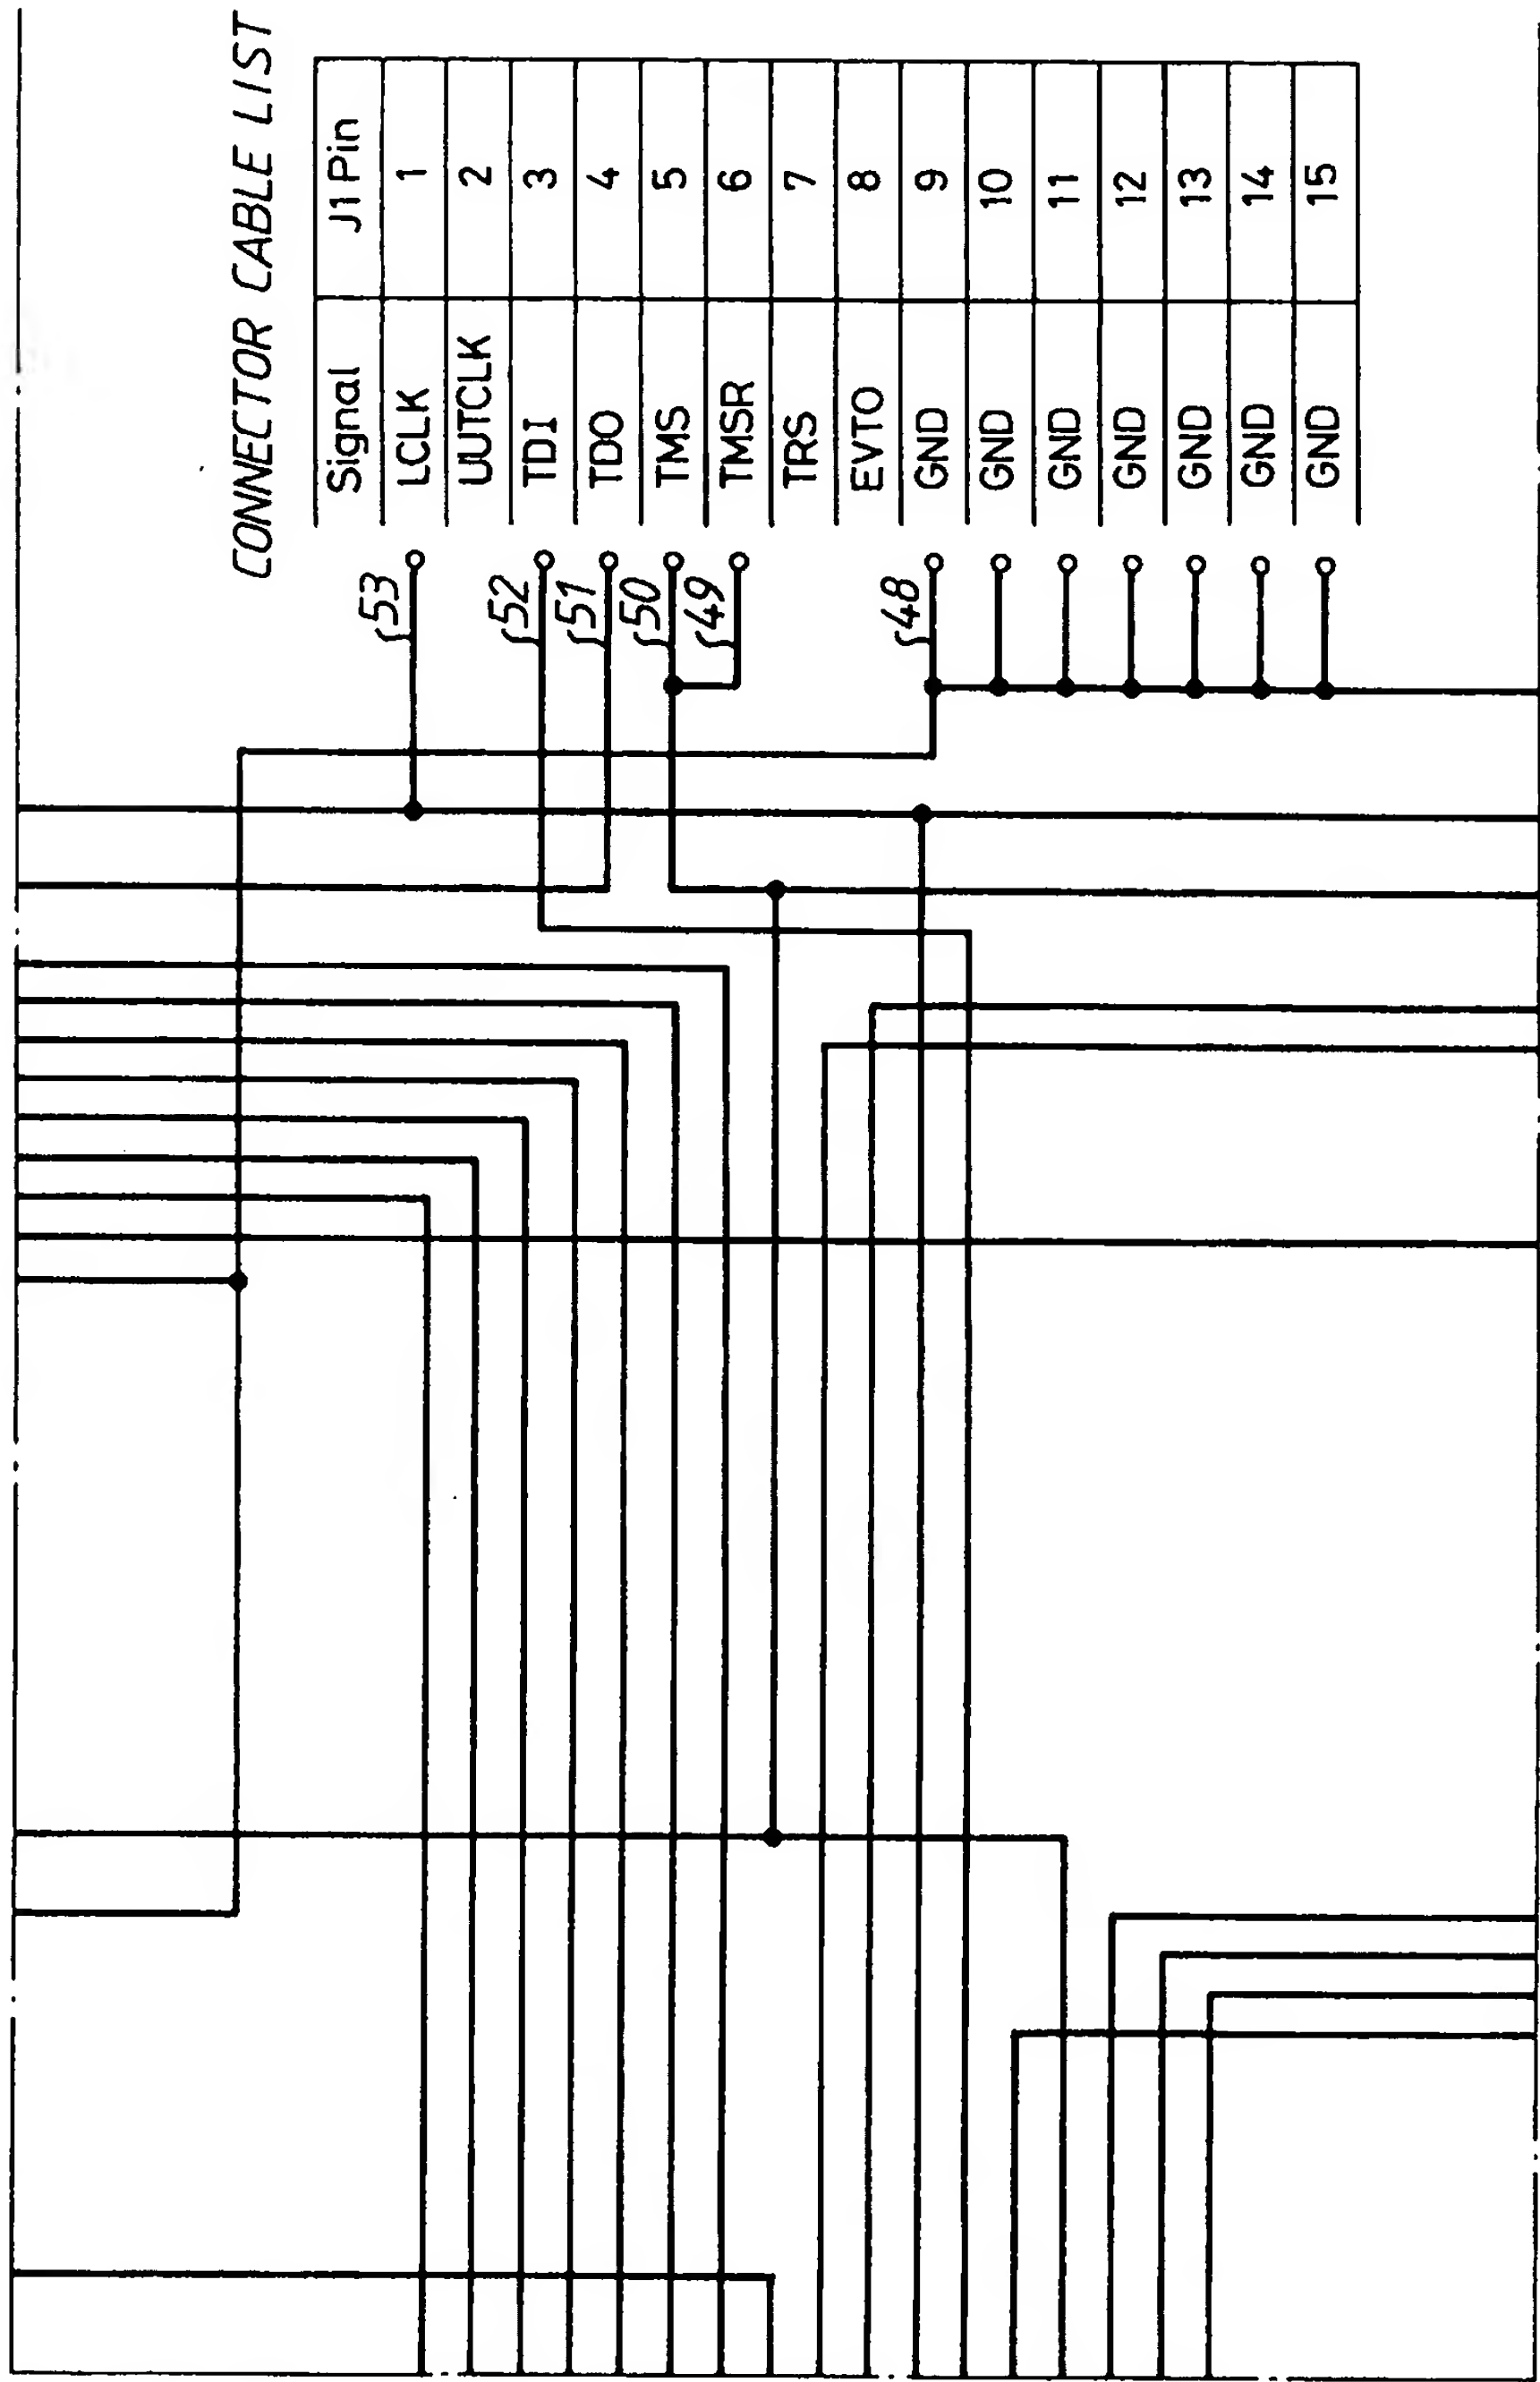 CONNECTOR CABLE LIST
Signal J1Pin
53 LCLK 1
UUTCLK 2
52 TDI 3
51 TDO 4
50 TMS 5
49 TMSR 6
TRS 7
EVTO 8
48 GND 9
GND 10
GND 11
GND 12
GND 13
GND 14
GND 15